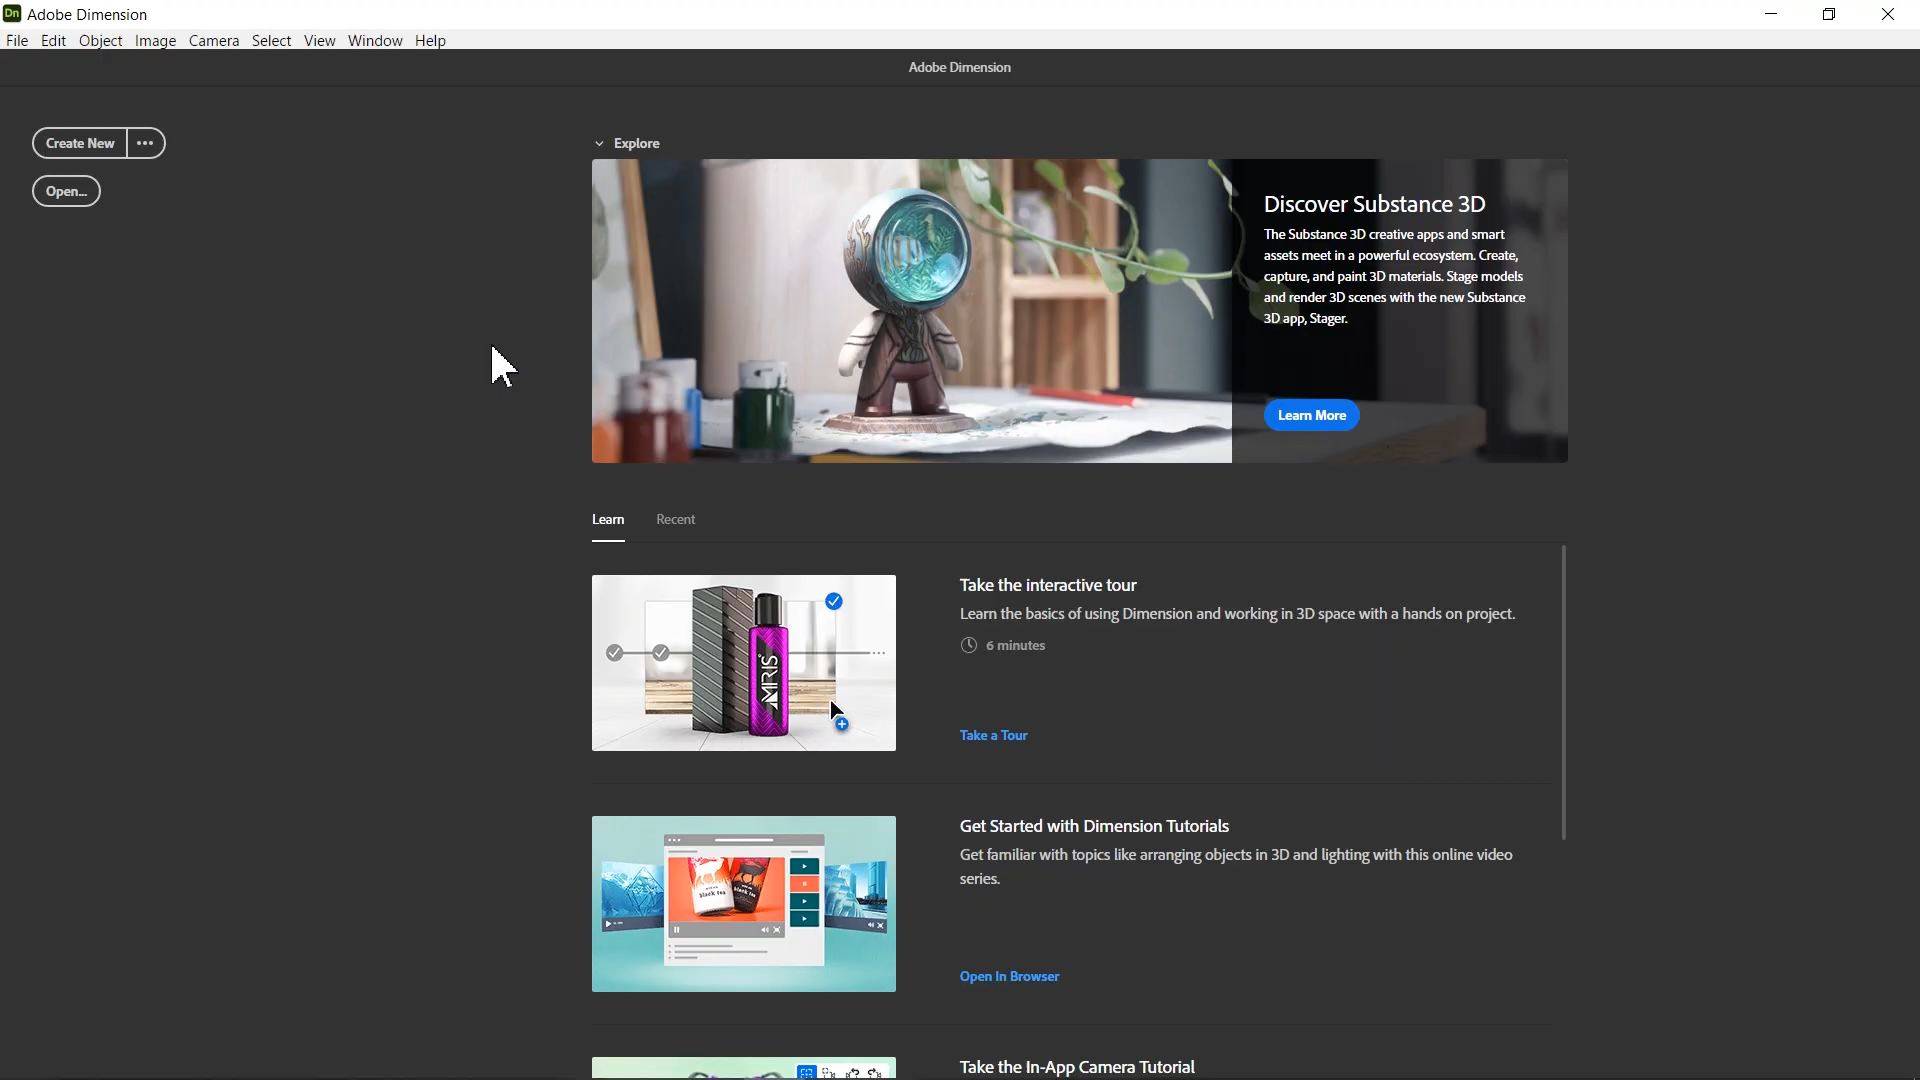 Dn Adobe Dimension
File Edit Object Image Camera Select View Window Help
Adobe Dimension
Create New
Open...
Explore
Discover Substance 3D
The Substance 3D creative apps and smart
assets meet in a powerful ecosystem. Create,
capture, and paint 3D materials. Stage models
and render 3D scenes with the new Substance
3D app, Stager.
Learn More
Learn Recent
MRIS
Take the interactive tour
Learn the basics of using Dimension and working in 3D space with a hands on project.
6 minutes
Take a Tour
black tea
black tea
Get Started with Dimension Tutorials
Get familiar with topics like arranging objects in 3D and lighting with this online video
series.
Open In Browser
Take the In-App Camera Tutorial